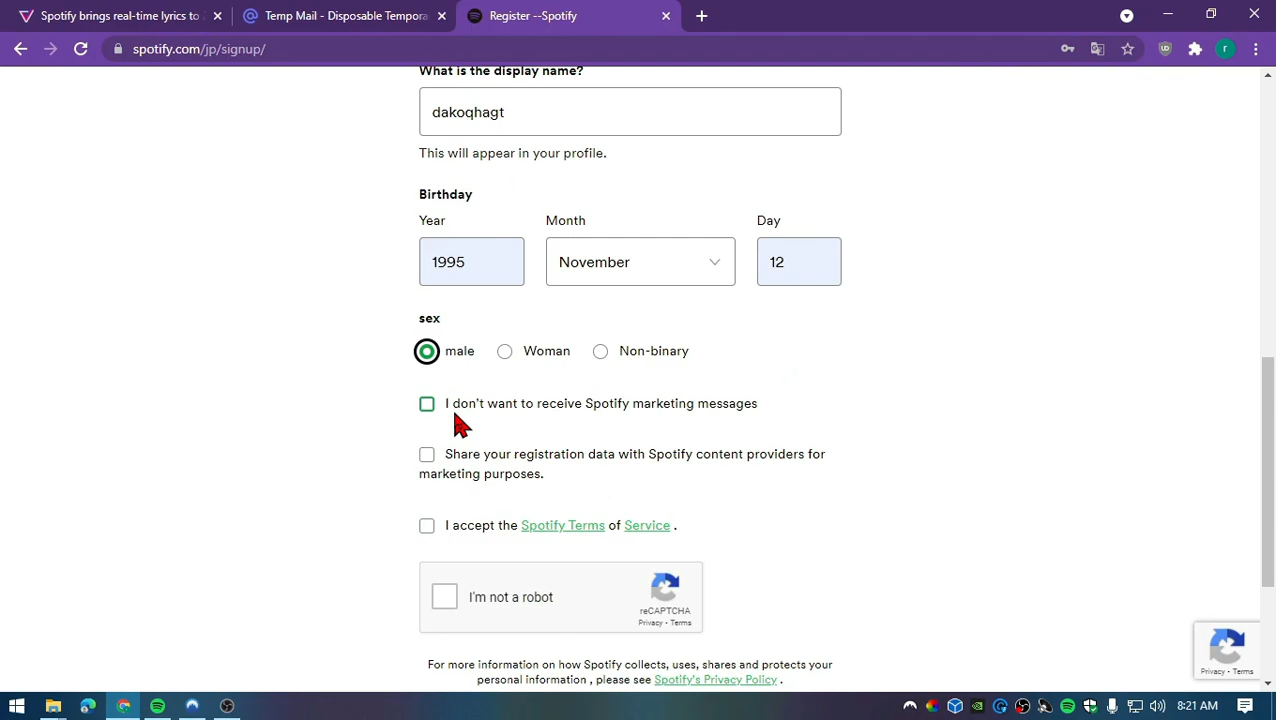 Spotify brings real-time lyrics to
Temp Mail - Disposable Tempora
Register --Spotify
spotify.com/jp/signup/
r
What is the display name?
dakoqhagt
This will appear in your profile.
Birthday
Year Month Day
1995 November 12
sex
male Woman Non-binary
I don't want to receive Spotify marketing messages
Share your registration data with Spotify content providers for
marketing purposes.
I accept the Spotify Terms of Service .
I'm not a robot
reCAPTCHA
Privacy - Terms
For more information on how Spotify collects, uses, shares and protects your
personal information , please see Spotify's Privacy Policy .
Privacy - Terms
8:21 AM